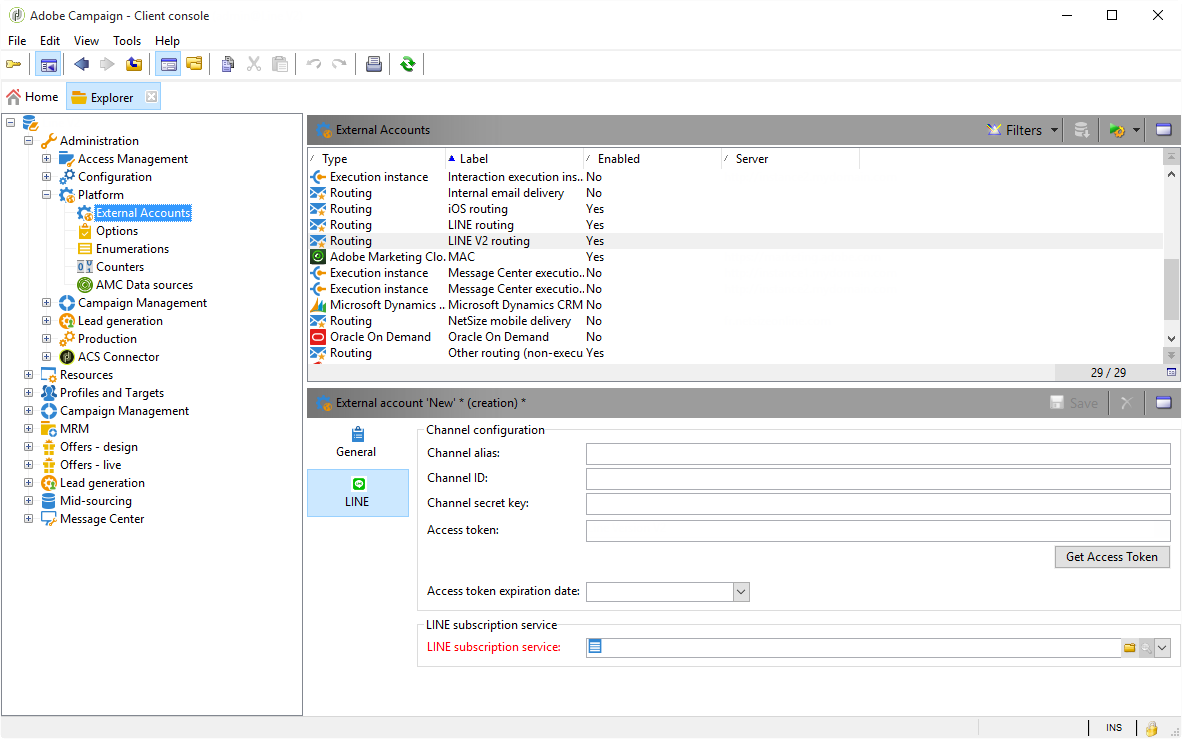 Adobe Campaign - Client console
File Edit View Tools Help
Home Explorer
Administration
Access Management
Configuration
Platform
External Accounts
Options
Enumerations
Counters
AMC Data sources
Campaign Management
Lead generation
Production
ACS Connector
Resources
Profiles and Targets
Campaign Management
MRM
Offers - design
Offers - live
Lead generation
Mid-sourcing
Message Center
External Accounts Filters
Type Label Enabled Server
Execution instance Interaction execution ins.. No
Routing Internal email delivery No
Routing iOS routing Yes
Routing LINE routing Yes
Routing LINE V2 routing Yes
Adobe Marketing Clo.. MAC Yes
Execution instance Message Center executio.. No
Execution instance Message Center executio.. No
Microsoft Dynamics .. Microsoft Dynamics CRM No
Routing NetSize mobile delivery No
Oracle On Demand Oracle On Demand No
Routing Other routing (non-execu Yes
29 / 29
External account 'New' * (creation) * Save
General
LINE
Channel configuration
Channel alias:
Channel ID:
Channel secret key:
Access token:
Get Access Token
Access token expiration date:
LINE subscription service
LINE subscription service:
INS